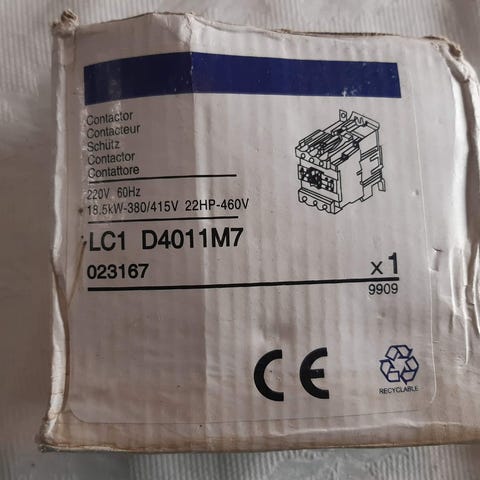 Contactor
Contacteur
Schütz
Contactor
Contattore
220V 60Hz
18.5kW-380/415V 22HP-460V
LC1 D4011M7
023167
x 1
9909
CE
RECYCLABLE